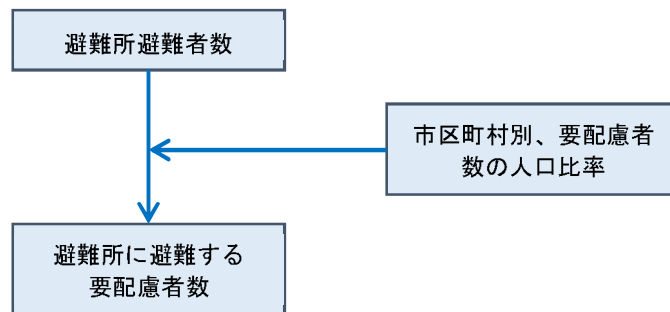 避難所避難者数
市区町村別、要配慮者
数の人口比率
避難所に避難する
要配慮者数